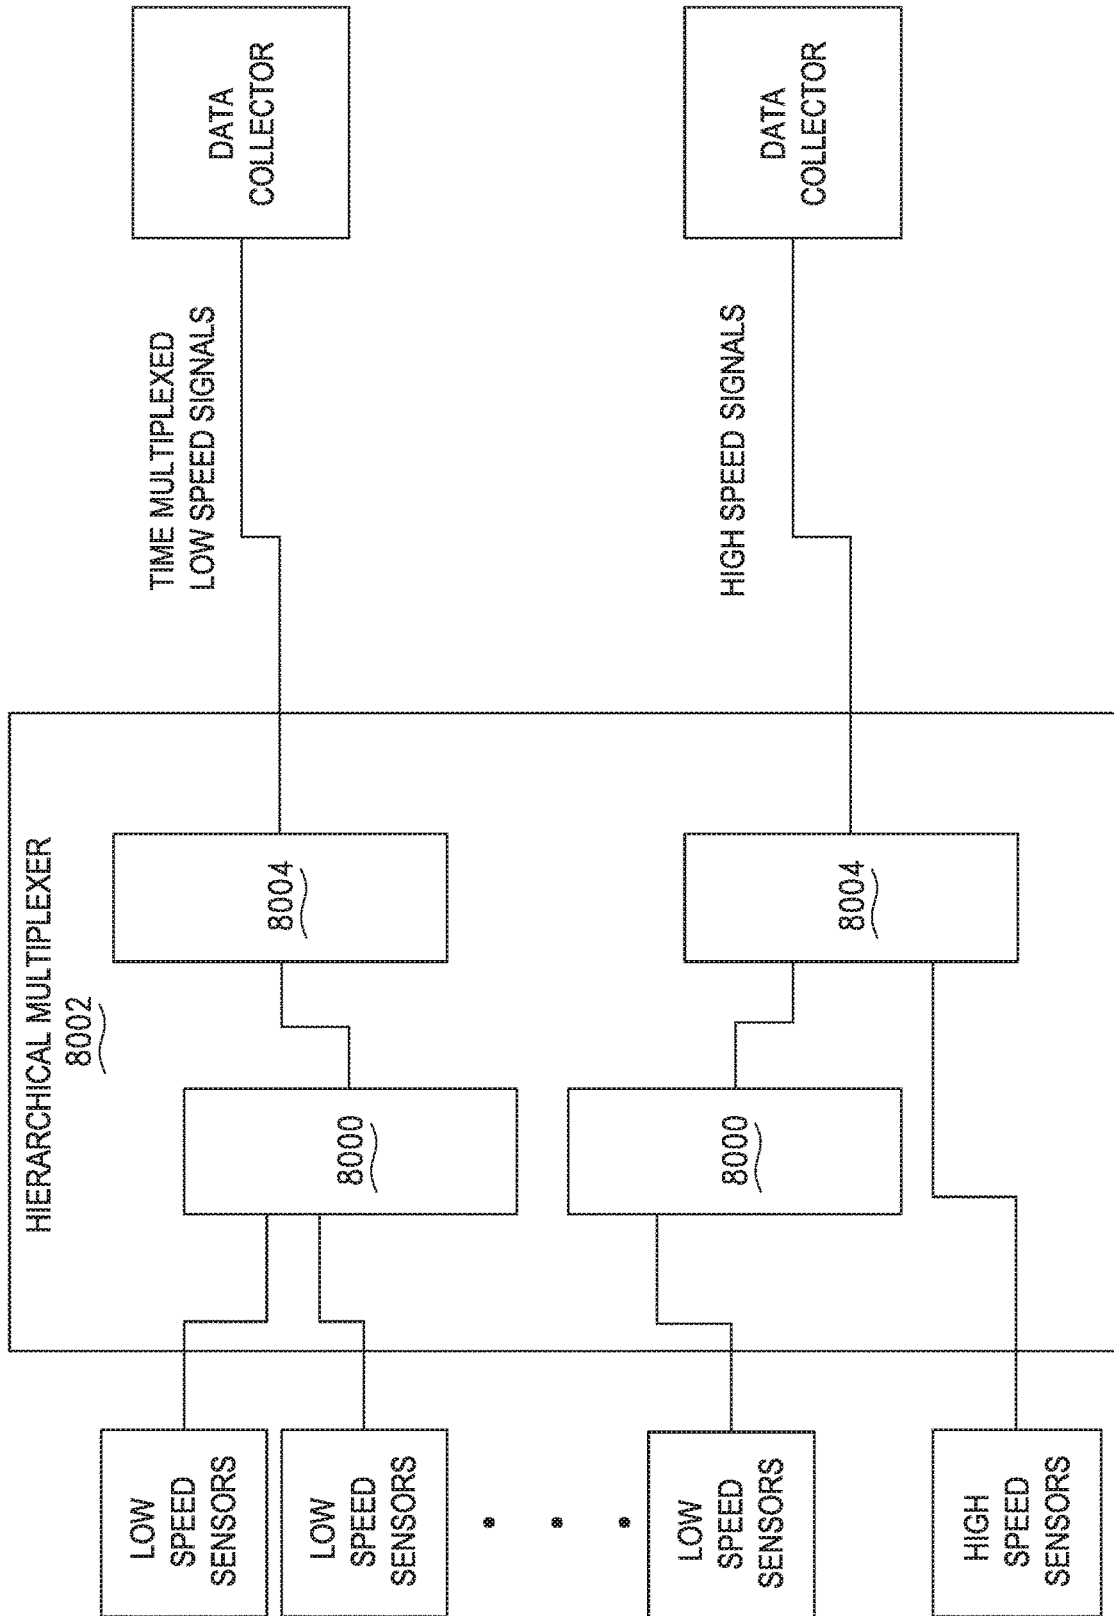 HIERARCHICAL MULTIPLEXER
8002
LOW
SPEED
SENSORS
LOW
SPEED
SENSORS
LOW
SPEED
SENSORS
HIGH
SPEED
SENSORS
8000
8000
8004
8004
TIME MULTIPLEXED
LOW SPEED SIGNALS
HIGH SPEED SIGNALS
DATA
COLLECTOR
DATA
COLLECTOR